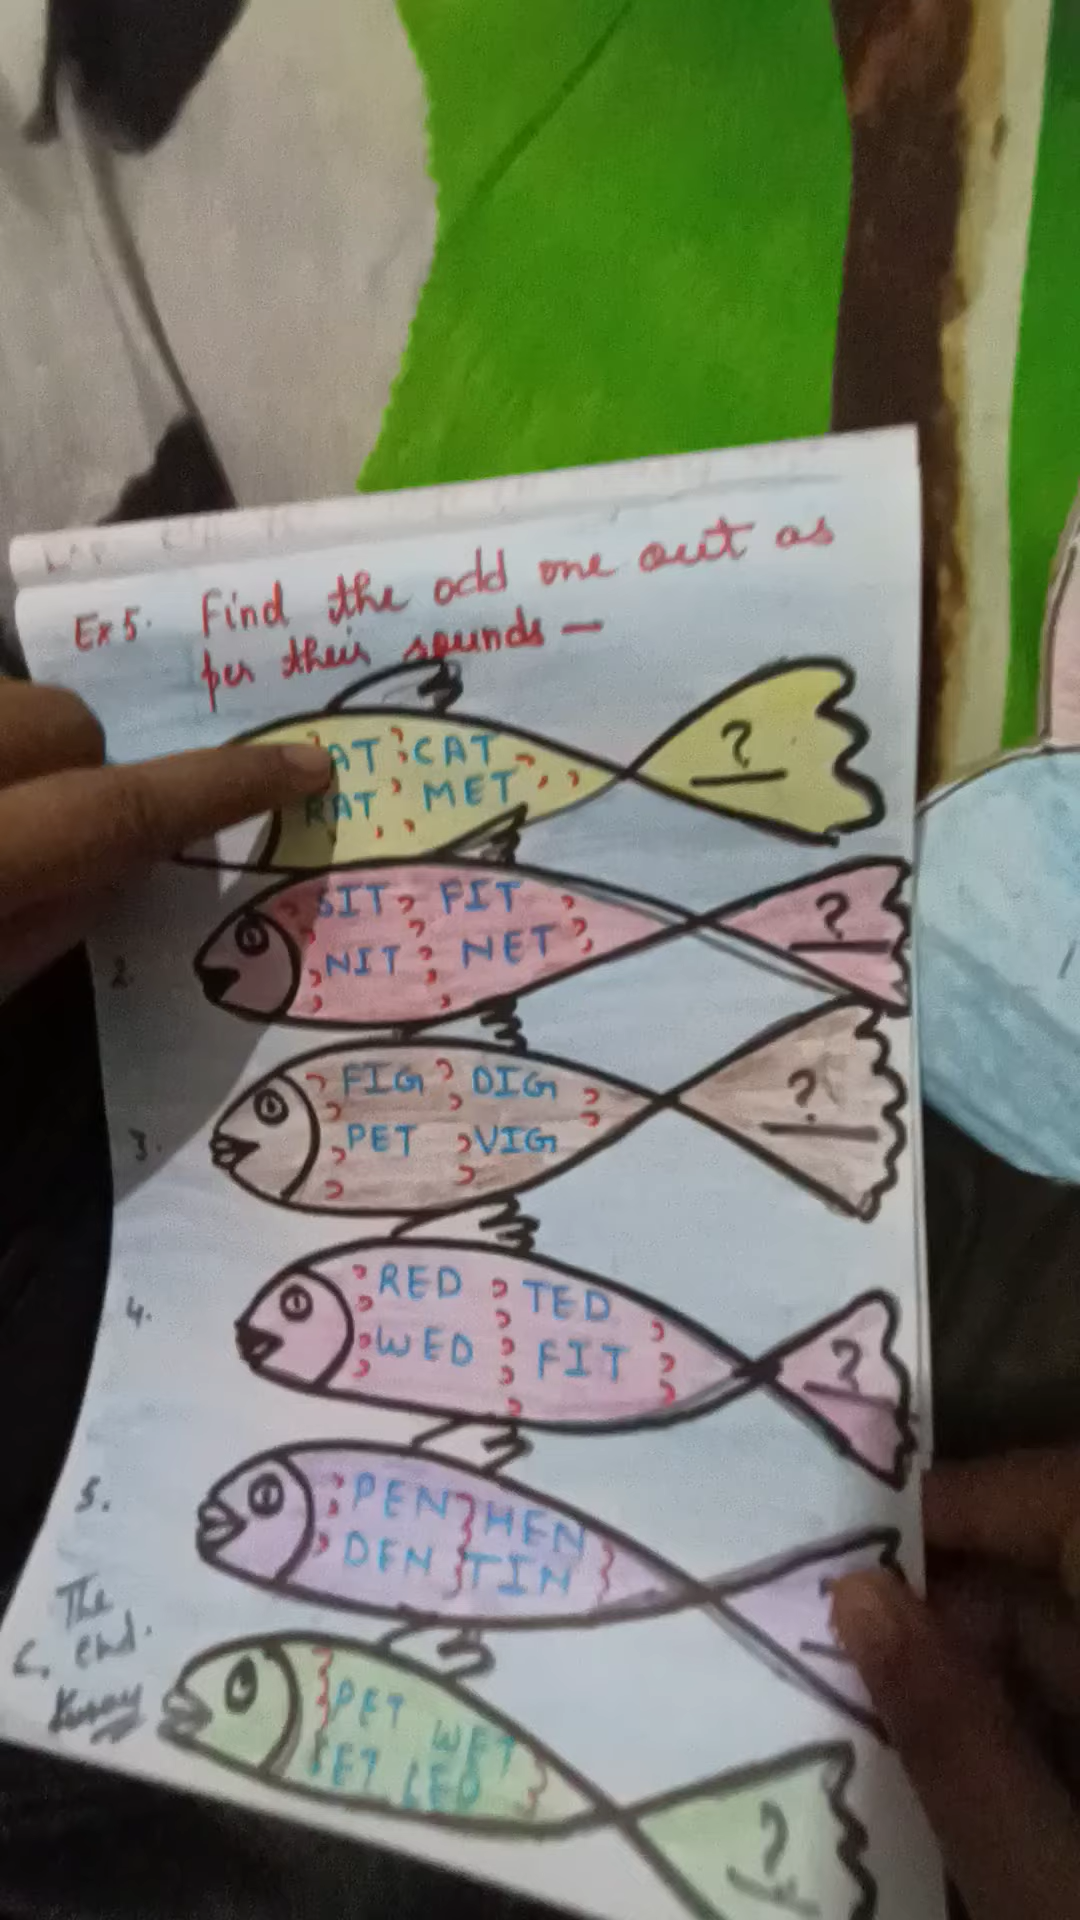 Ex 5. Find the odd one out as
per their sounds —
CAT ?
RAT MET
SIT FIT ?
2. NIT NET
FIG DIG ?
3. PET VIG
RED TED
4. WED FIT ?
5. PEN HEN
DEN TIN
The
end.
PET WET
SET LED
?